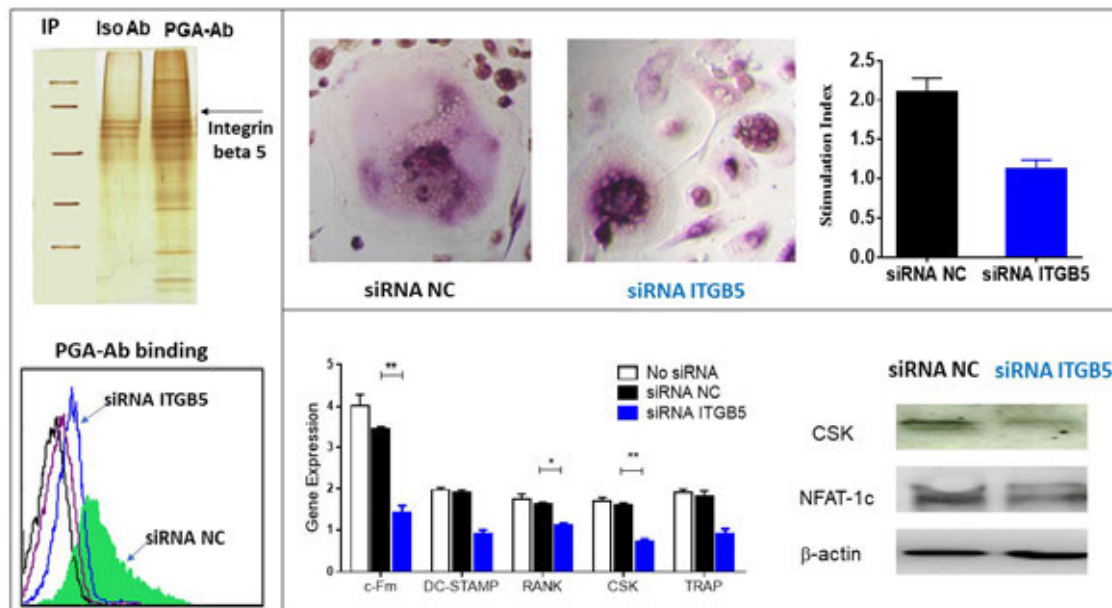 IP
Iso Ab
PGA-Ab
Integrin
beta 5
PGA-Ab binding
siRNA ITGB5
siRNA NC
siRNA NC
siRNA ITGB5
Stimulation Index
2.5
2.0
1.5
1.0
0.5
0.0
siRNA NC
siRNA ITGB5
Gene Expression
5
4
3
2
1
0
**
*
**
No siRNA
siRNA NC
siRNA ITGB5
c-Fm
DC-STAMP
RANK
CSK
TRAP
siRNA NC
siRNA ITGB5
CSK
NFAT-1c
β-actin